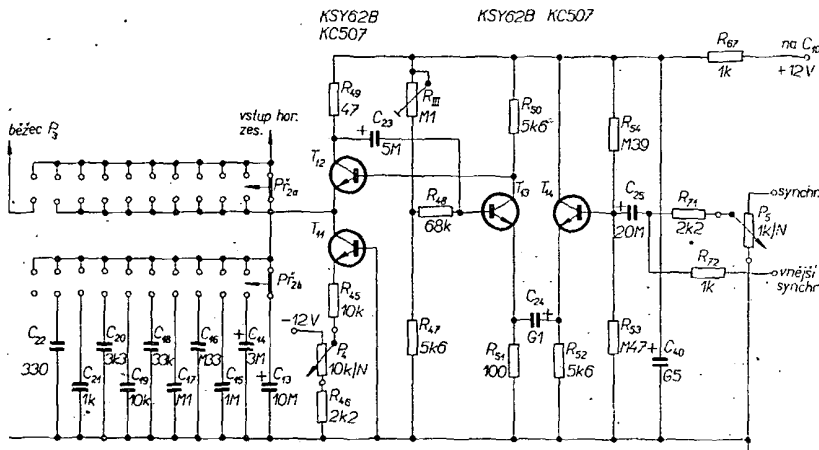 KSY62B
KC507
KSY62B KC507
R67
1k
na C10
+12V
R49
47
RIII
M1
R50
5k6
běžec P3
vstup hor.
zes.
C23
+
5M
R54
M39
T12
Př2a
R48
68k
T13
T14
C25
+
20M
R71
2k2
synchr.
P5
1k/N
T11
R72
1k
vnější
synchr.
Př2b
R45
10k
-12V
C24
+
G1
C22
330
C20
3k3
C18
33k
C16
M33
C14
+
3M
P4
10k/N
R47
5k6
R53
M47
C40
+
G5
C21
1k
C19
10k
C17
M1
C15
1M
C13
+
10M
R46
2k2
R51
100
R52
5k6